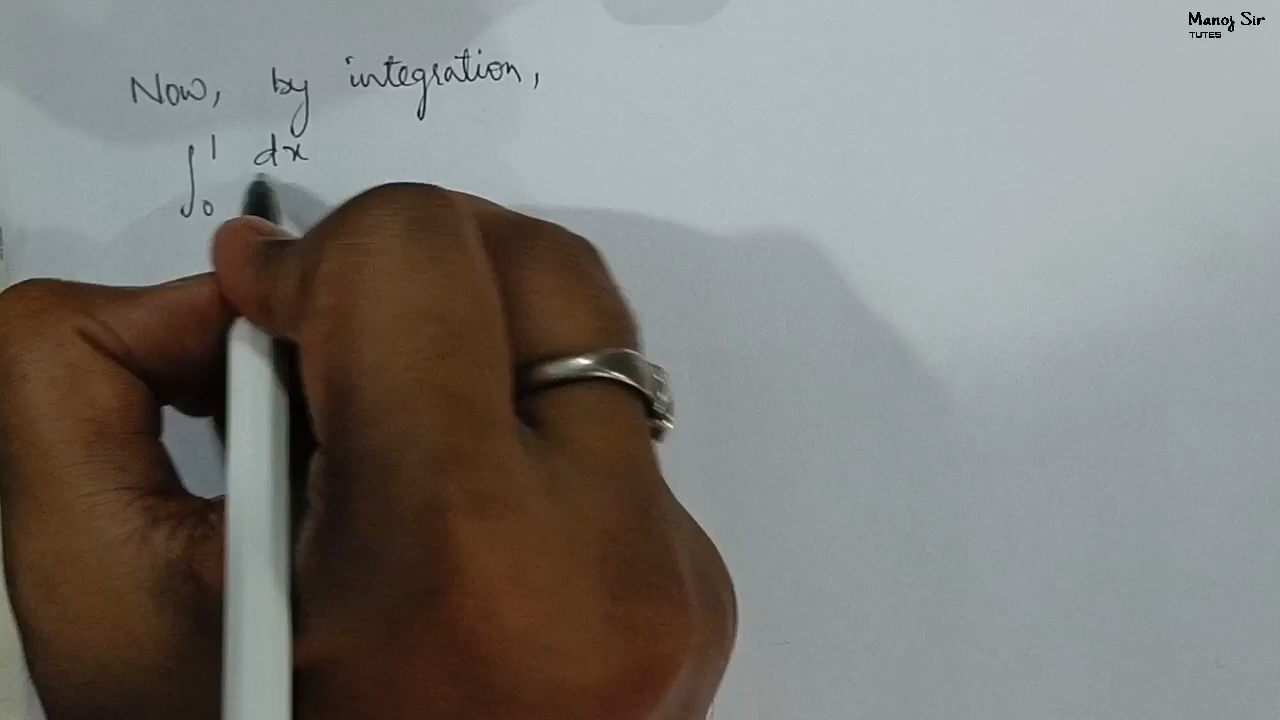 Manoj Sir
TUTES
Now, by integration,
∫₀¹ dx